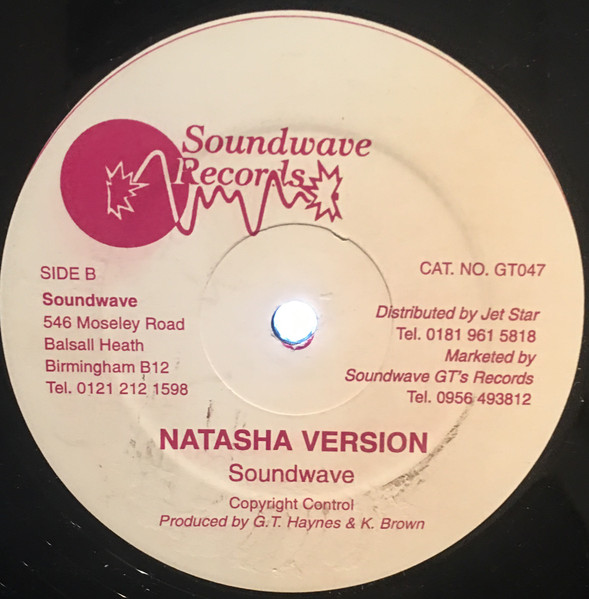 Soundwave
Records
SIDE B
Soundwave
546 Moseley Road
Balsall Heath
Birmingham B12
Tel. 0121 212 1598
CAT. NO. GT047
Distributed by Jet Star
Tel. 0181 961 5818
Marketed by
Soundwave GT's Records
Tel. 0956 493812
NATASHA VERSION
Soundwave
Copyright Control
Produced by G.T. Haynes & K. Brown